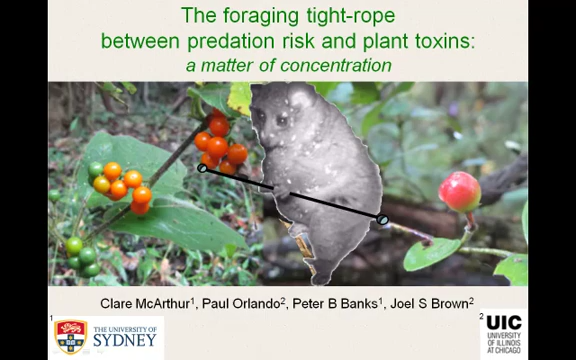 The foraging tight-rope
between predation risk and plant toxins:
a matter of concentration
Clare McArthur¹, Paul Orlando², Peter B Banks¹, Joel S Brown²
1
THE UNIVERSITY OF
SYDNEY
2
UIC
UNIVERSITY
OF ILLINOIS
AT CHICAGO